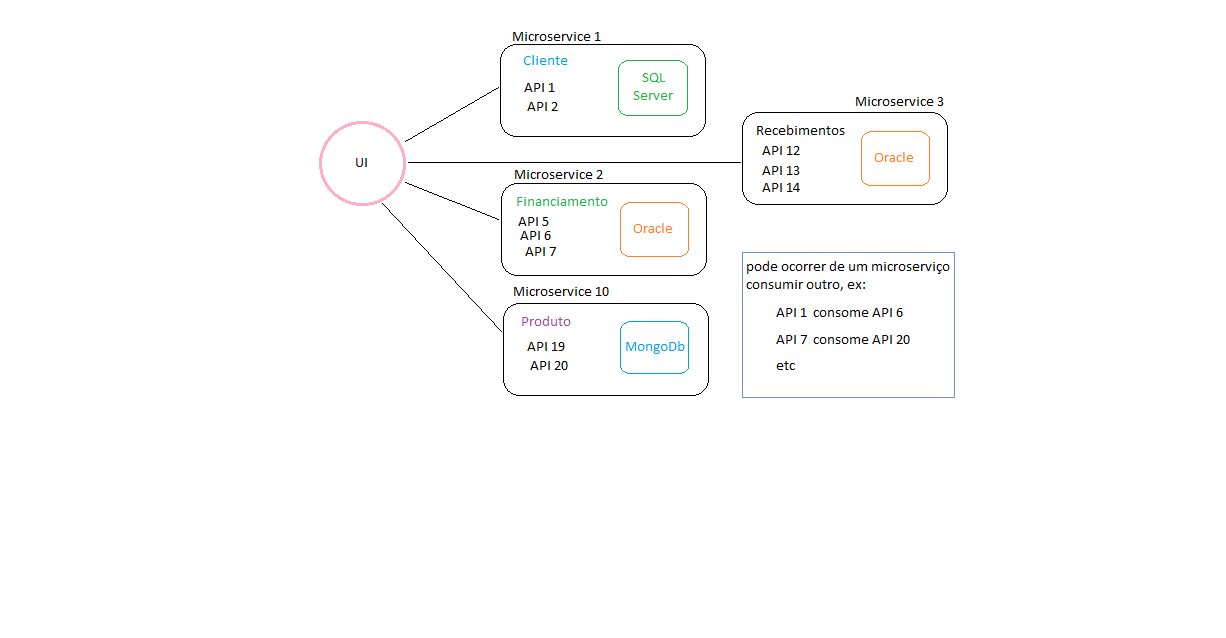 Microservice 1
Cliente
API 1
API 2
SQL
Server
UI
Microservice 3
Recebimentos
API 12
API 13
API 14
Oracle
Microservice 2
Financiamento
API 5
API 6
API 7
Oracle
Microservice 10
Produto
API 19
API 20
MongoDb
pode ocorrer de um microserviço
consumir outro, ex:
API 1 consome API 6
API 7 consome API 20
etc